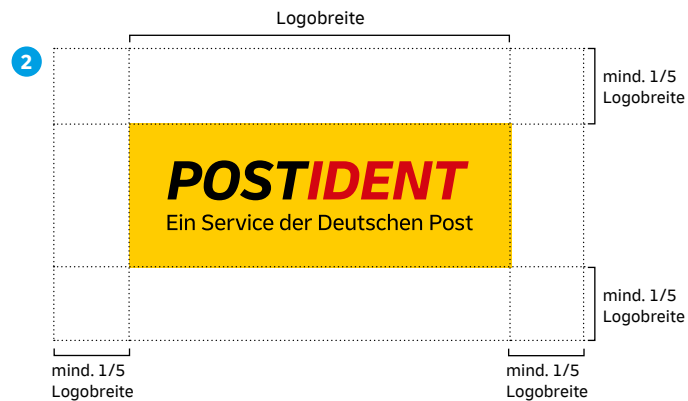 Logobreite
2
mind. 1/5
Logobreite
POSTIDENT
Ein Service der Deutschen Post
mind. 1/5
Logobreite
mind. 1/5
Logobreite
mind. 1/5
Logobreite